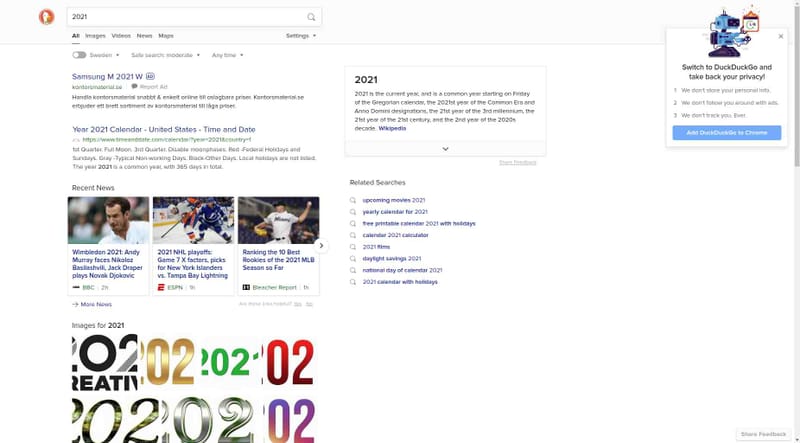 2021
All Images Videos News Maps Settings
Sweden Safe search: moderate Any time
Samsung M 2021 W AD
kontorsmaterial.se Report Ad
Handla kontorsmaterial snabbt & enkelt online till oslagbara priser. Kontorsmaterial.se
erbjuder ett brett sortiment av kontorsmaterial till låga priser.
Year 2021 Calendar - United States - Time and Date
https://www.timeanddate.com/calendar/?year=2021&country=1
1st Quarter. Full Moon. 3rd Quarter. Disable moonphases. Red -Federal Holidays and
Sundays. Gray -Typical Non-working Days. Black-Other Days. Local holidays are not listed.
The year 2021 is a common year, with 365 days in total.
Recent News
Wimbledon 2021: Andy
Murray faces Nikoloz
Basilashvili, Jack Draper
plays Novak Djokovic
BBC 2h
2021 NHL playoffs:
Game 7 X factors, picks
for New York Islanders
vs. Tampa Bay Lightning
ESPN 1h
Miami
Ranking the 10 Best
Rookies of the 2021 MLB
Season so Far
Bleacher Report 1h
More News
Are these links helpful? Yes No
Images for 2021
202
REATIV
202
2021
202
2021
202
202
202
2021
2021 is the current year, and is a common year starting on Friday
of the Gregorian calendar, the 2021st year of the Common Era and
Anno Domini designations, the 21st year of the 3rd millennium, the
21st year of the 21st century, and the 2nd year of the 2020s
decade. Wikipedia
Share Feedback
Related Searches
upcoming movies 2021
yearly calendar for 2021
free printable calendar 2021 with holidays
calendar 2021 calculator
2021 films
daylight savings 2021
national day of calendar 2021
2021 calendar with holidays
Switch to DuckDuckGo and
take back your privacy!
1 We don't store your personal info.
2 We don't follow you around with ads.
3 We don't track you. Ever.
Add DuckDuckGo to Chrome
Share Feedback